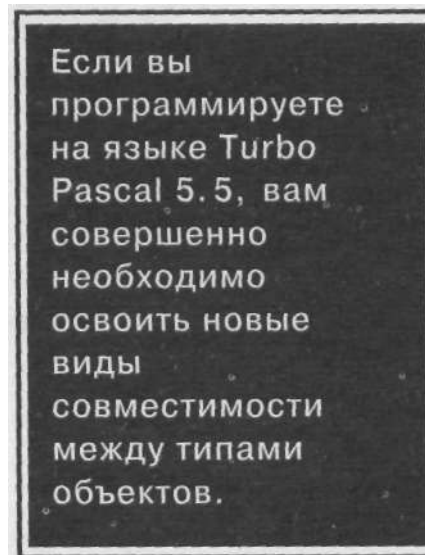 Если вы
программируете
на языке Turbo
Pascal 5.5, вам
совершенно
необходимо
освоить новые
виды
совместимости
между типами
объектов.